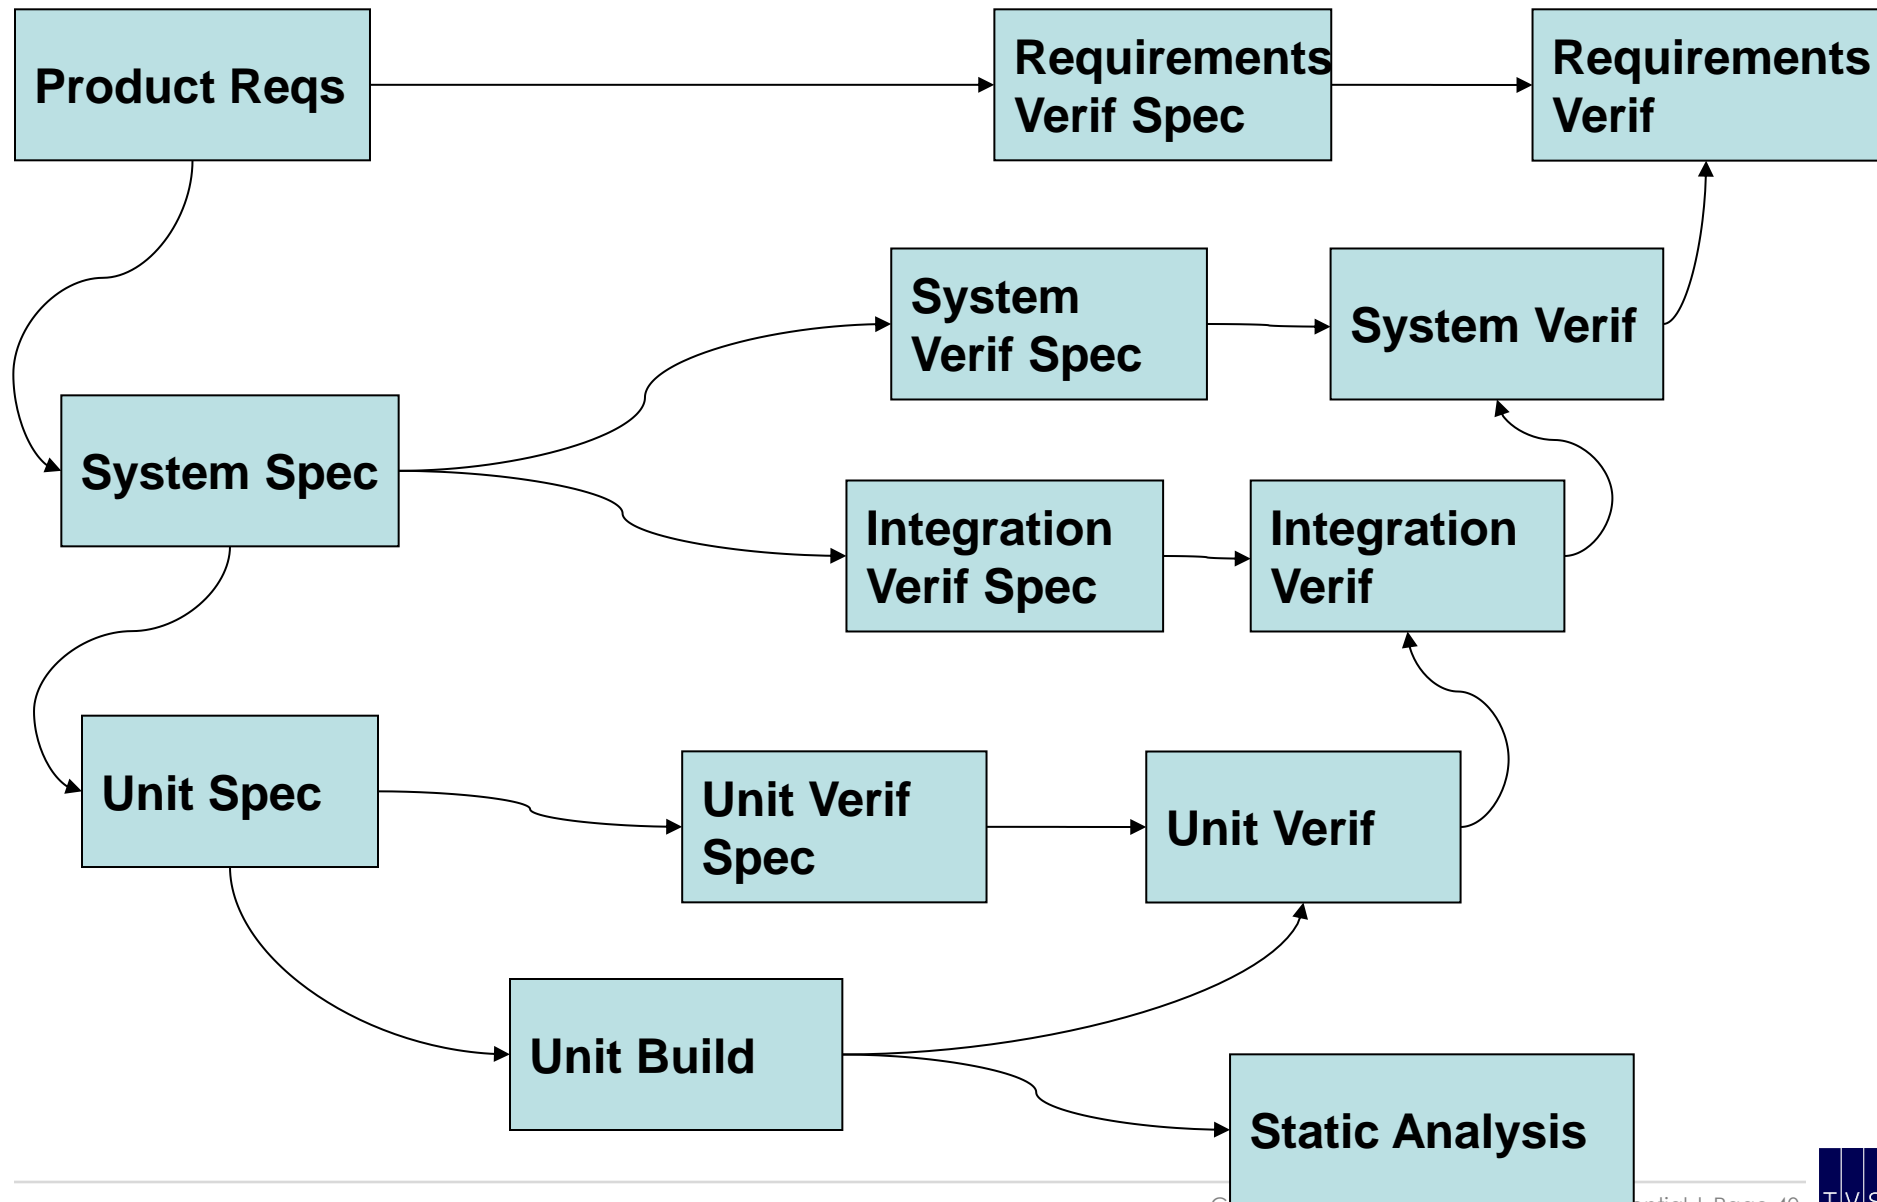 Product Reqs
Requirements
Verif Spec
Requirements
Verif
System
Verif Spec
System Verif
System Spec
Integration
Verif Spec
Integration
Verif
Unit Spec
Unit Verif
Spec
Unit Verif
Unit Build
Static Analysis
TVS